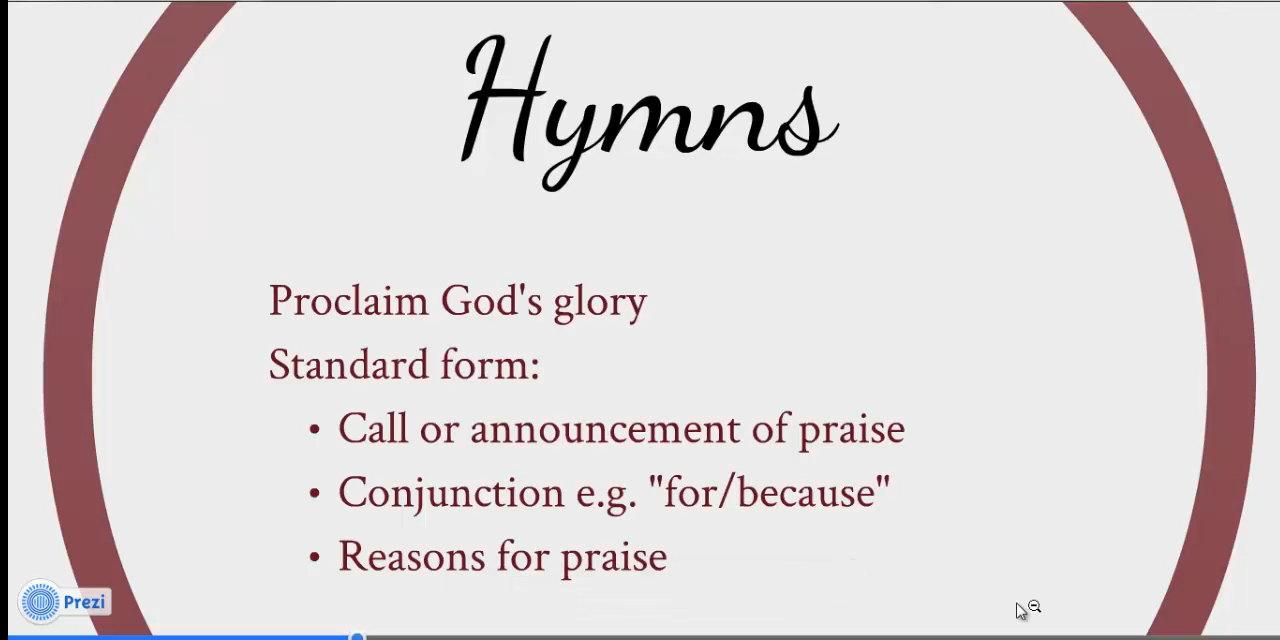 Hymns
Proclaim God's glory
Standard form:
• Call or announcement of praise
• Conjunction e.g. "for/because"
• Reasons for praise
Prezi